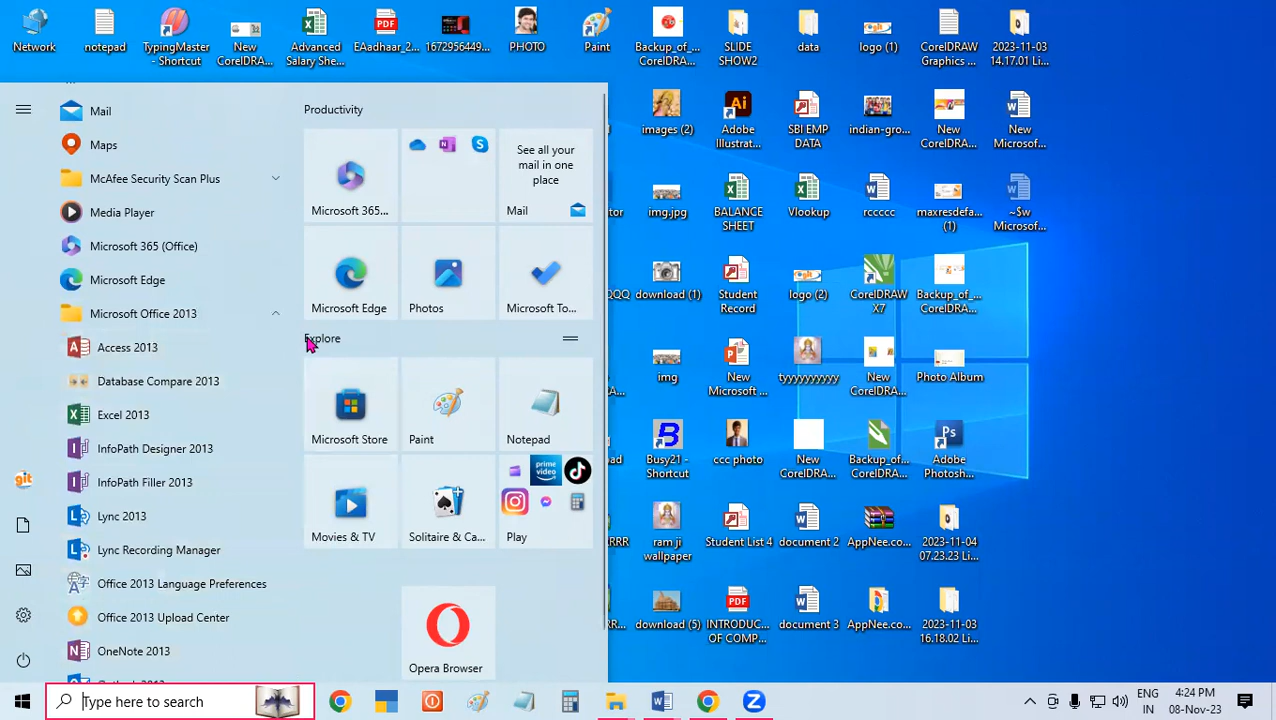 Network
notepad
TypingMaster
- Shortcut
New
CorelDRA...
Advanced
Salary She...
EAadhaar_2...
1672956449...
PHOTO
Paint
Backup_of_...
CorelDRA...
SLIDE
SHOW2
data
logo (1)
CorelDRAW
Graphics ...
2023-11-03
14.17.01 Li...
Mail
Maps
McAfee Security Scan Plus
Media Player
Microsoft 365 (Office)
Microsoft Edge
Microsoft Office 2013
Access 2013
Database Compare 2013
Excel 2013
InfoPath Designer 2013
InfoPath Filler 2013
Lync 2013
Lync Recording Manager
Office 2013 Language Preferences
Office 2013 Upload Center
OneNote 2013
git
Productivity
Microsoft 365...
See all your
mail in one
place
Mail
Microsoft Edge
Photos
Microsoft To...
Explore
Microsoft Store
Paint
Notepad
Movies & TV
Solitaire & Ca...
prime
video
Play
Opera Browser
images (2)
Adobe
Illustrat...
SBI EMP
DATA
indian-gro...
New
CorelDRA...
New
Microsof...
tor
img.jpg
BALANCE
SHEET
Vlookup
rccccc
maxresdefa...
(1)
~$w
Microsof...
QQQ
download (1)
Student
Record
logo (2)
CorelDRAW
X7
Backup_of_...
CorelDRA...
img
New
Microsoft ...
tyyyyyyyyy
New
CorelDRA...
Photo Album
ad
Busy21 -
Shortcut
ccc photo
New
CorelDRA...
Backup_of...
CorelDRA...
Adobe
Photosh...
RRR
ram ji
wallpaper
Student List 4
document 2
AppNee.co...
2023-11-04
07.23.23 Li...
RR...
download (5)
INTRODUC...
OF COMP...
document 3
AppNee.co...
2023-11-03
16.18.02 Li...
Type here to search
ENG
IN
4:24 PM
08-Nov-23